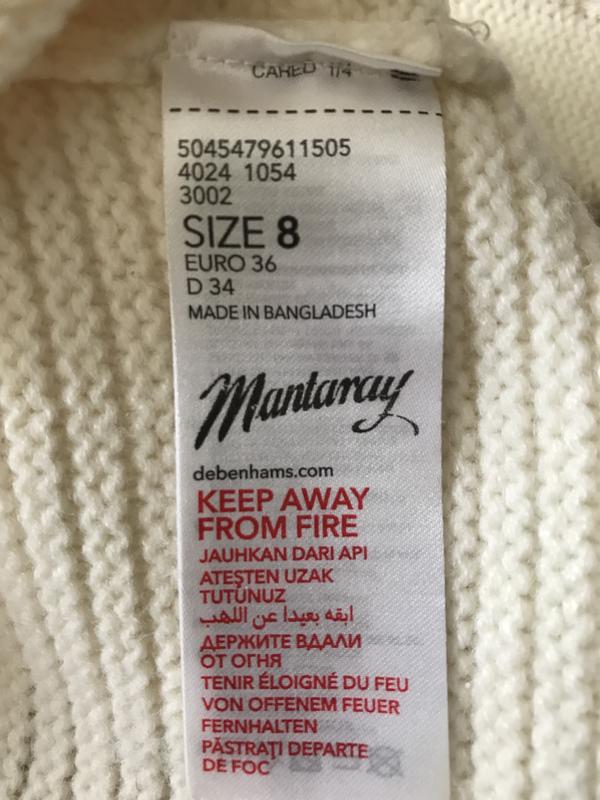 CARED 1/4
5045479611505
4024 1054
3002
SIZE 8
EURO 36
D 34
MADE IN BANGLADESH
Mantaray
debenhams.com
KEEP AWAY
FROM FIRE
JAUHKAN DARI API
ATEŞTEN UZAK
TUTUNUZ
ابقه بعيدا عن اللهب
ДЕРЖИТЕ ВДАЛИ
ОТ ОГНЯ
TENIR ÉLOIGNÉ DU FEU
VON OFFENEM FEUER
FERNHALTEN
PĂSTRAŢI DEPARTE
DE FOC